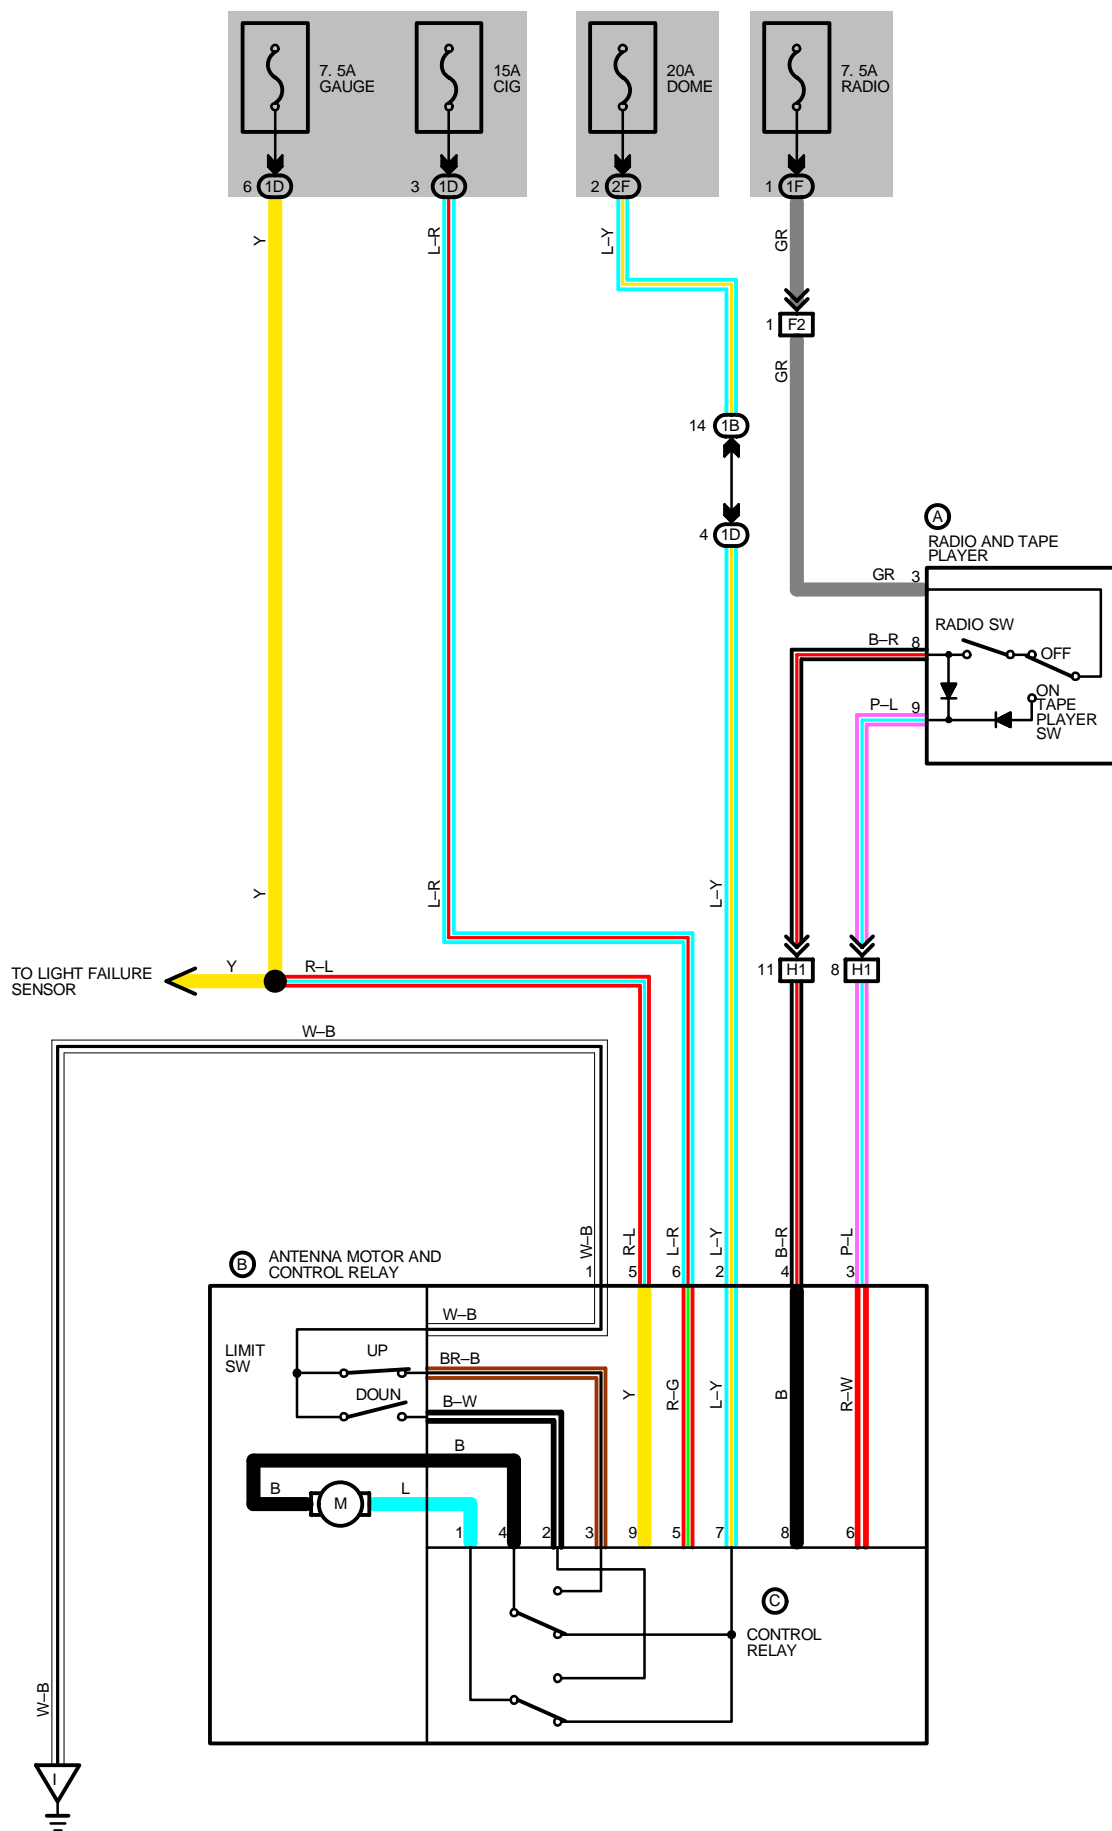 7. 5A
GAUGE
15A
CIG
20A
DOME
7. 5A
RADIO
6 1D
3 1D
2 2F
1 1F
Y
L–R
L–Y
GR
1 F2
GR
14 1B
4 1D
A
RADIO AND TAPE
PLAYER
GR 3
RADIO SW
B–R 8
OFF
P–L 9
ON
TAPE
PLAYER
SW
Y
L–R
L–Y
11 H1
8 H1
TO LIGHT FAILURE
SENSOR
Y
R–L
W–B
B
ANTENNA MOTOR AND
CONTROL RELAY
W–B
R–L
L–R
L–Y
B–R
P–L
1 5 6 2 4 3
W–B
LIMIT
SW
UP
BR–B
DOUN
B–W
Y
R–G
L–Y
B
R–W
B
B
M
L
1 4 2 3 9 5 7 8 6
C
CONTROL
RELAY
W–B
I